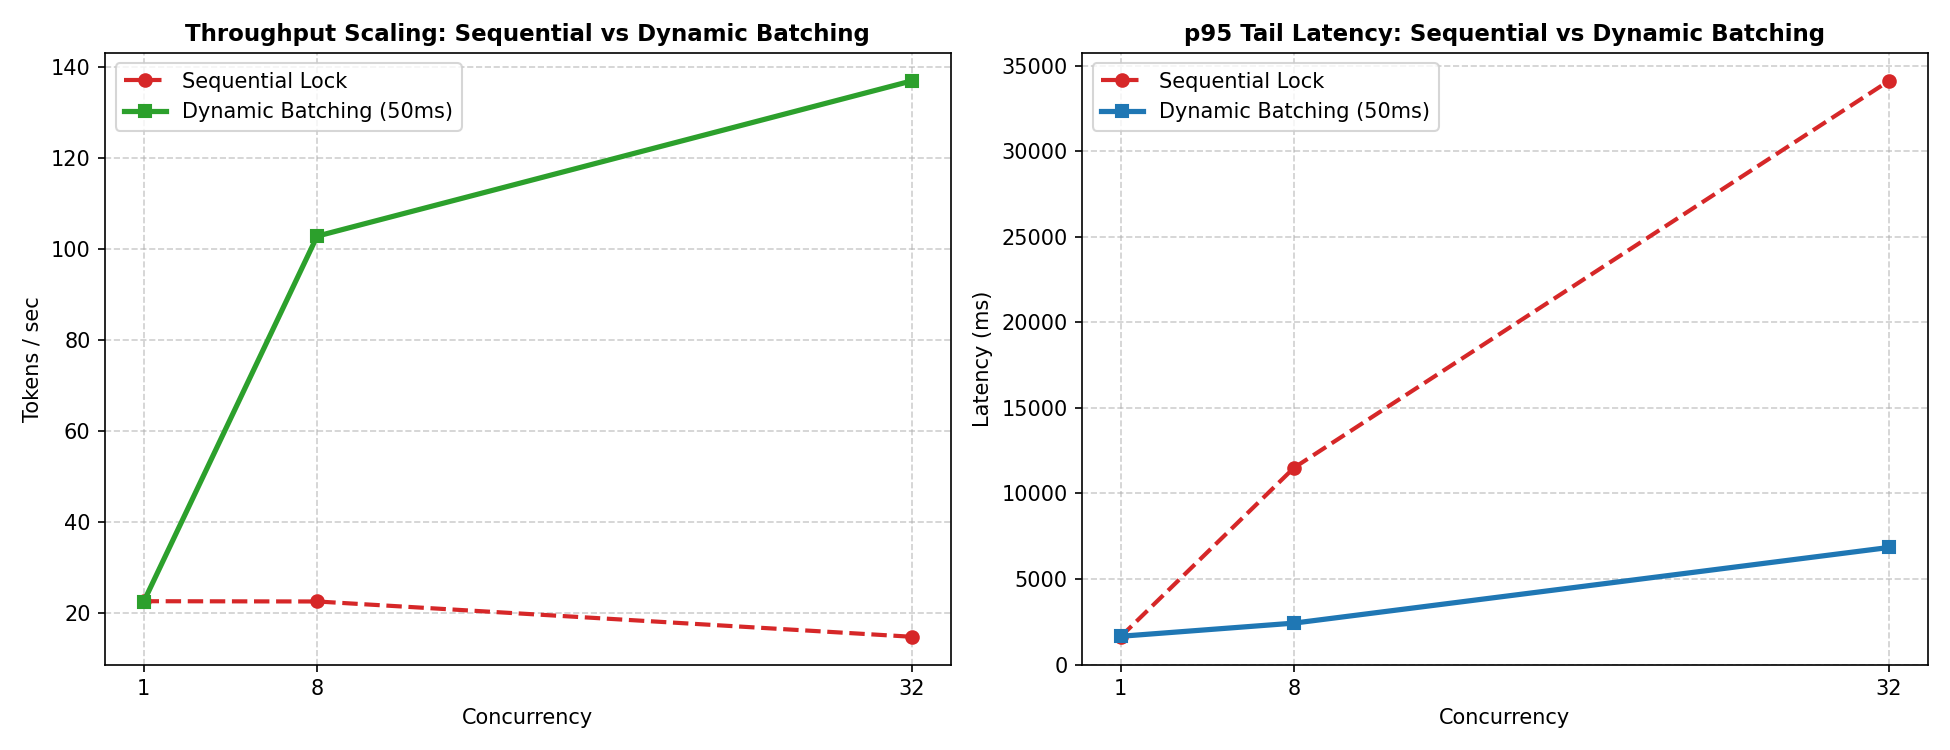 Throughput Scaling: Sequential vs Dynamic Batching
Sequential Lock
Dynamic Batching (50ms)
Tokens / sec
140
120
100
80
60
40
20
1
8
32
Concurrency
p95 Tail Latency: Sequential vs Dynamic Batching
Sequential Lock
Dynamic Batching (50ms)
Latency (ms)
35000
30000
25000
20000
15000
10000
5000
0
1
8
32
Concurrency